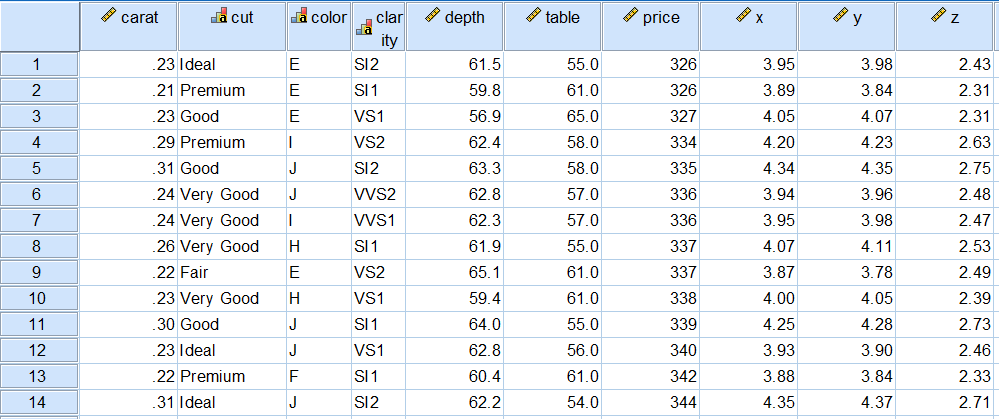 carat cut color clarity depth table price x y z
1 .23 Ideal E SI2 61.5 55.0 326 3.95 3.98 2.43
2 .21 Premium E SI1 59.8 61.0 326 3.89 3.84 2.31
3 .23 Good E VS1 56.9 65.0 327 4.05 4.07 2.31
4 .29 Premium I VS2 62.4 58.0 334 4.20 4.23 2.63
5 .31 Good J SI2 63.3 58.0 335 4.34 4.35 2.75
6 .24 Very Good J VVS2 62.8 57.0 336 3.94 3.96 2.48
7 .24 Very Good I VVS1 62.3 57.0 336 3.95 3.98 2.47
8 .26 Very Good H SI1 61.9 55.0 337 4.07 4.11 2.53
9 .22 Fair E VS2 65.1 61.0 337 3.87 3.78 2.49
10 .23 Very Good H VS1 59.4 61.0 338 4.00 4.05 2.39
11 .30 Good J SI1 64.0 55.0 339 4.25 4.28 2.73
12 .23 Ideal J VS1 62.8 56.0 340 3.93 3.90 2.46
13 .22 Premium F SI1 60.4 61.0 342 3.88 3.84 2.33
14 .31 Ideal J SI2 62.2 54.0 344 4.35 4.37 2.71